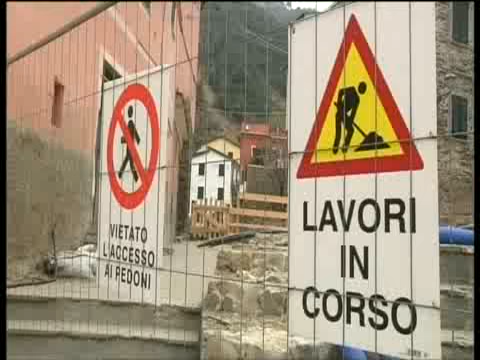 VIETATO
L'ACCESSO
AI PEDONI
LAVORI
IN
CORSO